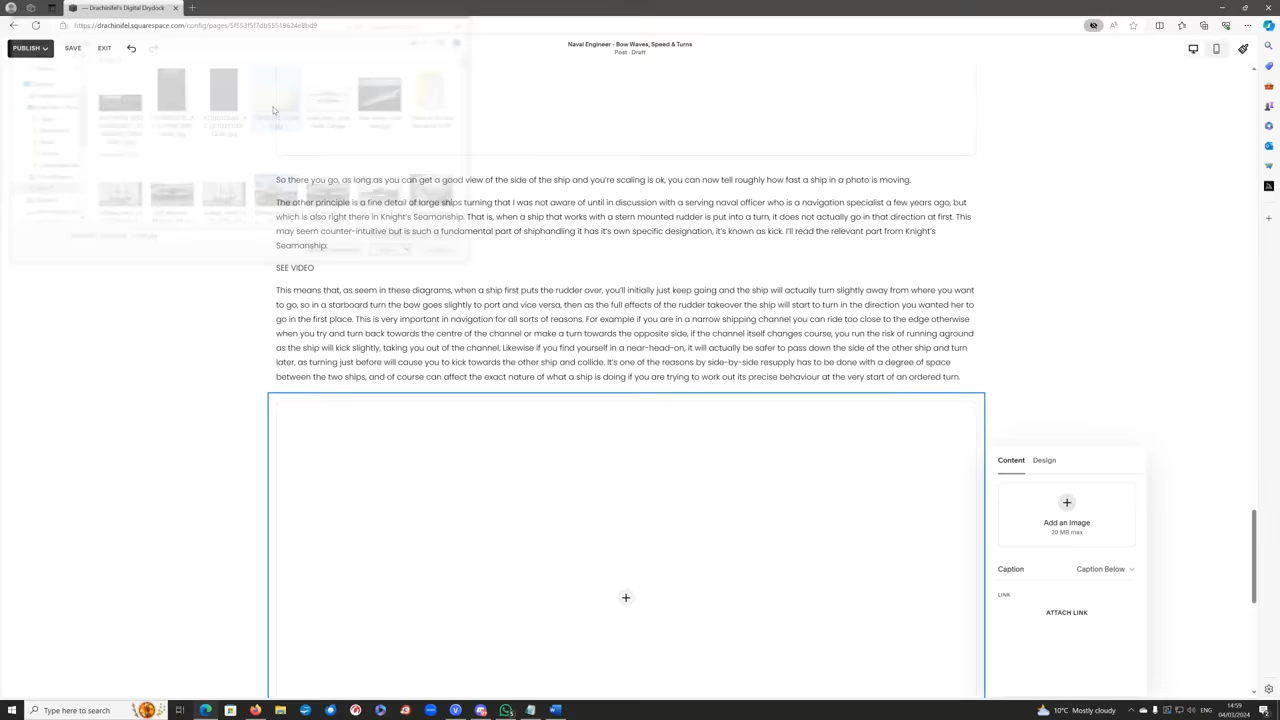 — Drachinifel's Digital Drydock
https://drachinifel.squarespace.com/config/pages/5f553f5f7db55519624e8bd9
PUBLISH
SAVE
EXIT
Naval Engineer - Bow Waves, Speed & Turns
Post · Draft
So there you go, as long as you can get a good view of the side of the ship and you're scaling is ok, you can now tell roughly how fast a ship in a photo is moving.
The other principle is a fine detail of large ships turning that I was not aware of until in discussion with a serving naval officer who is a navigation specialist a few years ago, but
which is also right there in Knight's Seamanship. That is, when a ship that works with a stern mounted rudder is put into a turn, it does not actually go in that direction at first. This
may seem counter-intuitive but is such a fundamental part of shiphandling it has it's own specific designation, it's known as kick. I'll read the relevant part from Knight's
Seamanship:
SEE VIDEO
This means that, as seem in these diagrams, when a ship first puts the rudder over, you'll initially just keep going and the ship will actually turn slightly away from where you want
to go, so in a starboard turn the bow goes slightly to port and vice versa, then as the full effects of the rudder takeover the ship will start to turn in the direction you wanted her to
go in the first place. This is very important in navigation for all sorts of reasons. For example if you are in a narrow shipping channel you can ride too close to the edge otherwise
when you try and turn back towards the centre of the channel or make a turn towards the opposite side, if the channel itself changes course, you run the risk of running aground
as the ship will kick slightly, taking you out of the channel. Likewise if you find yourself in a near-head-on, it will actually be safer to pass down the side of the other ship and turn
later, as turning just before will cause you to kick towards the other ship and collide. It's one of the reasons by side-by-side resupply has to be done with a degree of space
between the two ships, and of course can affect the exact nature of what a ship is doing if you are trying to work out its precise behaviour at the very start of an ordered turn.
Content
Design
Add an Image
20 MB max
Caption
Caption Below
LINK
ATTACH LINK
Type here to search
10°C Mostly cloudy
ENG
14:59
04/03/2024